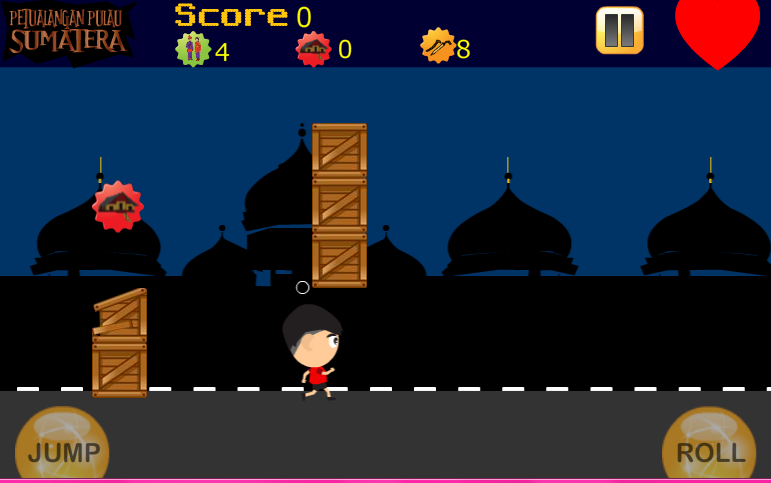 PETUALANGAN PULAU
SUMATERA
Score 0
4
0
8
JUMP
ROLL